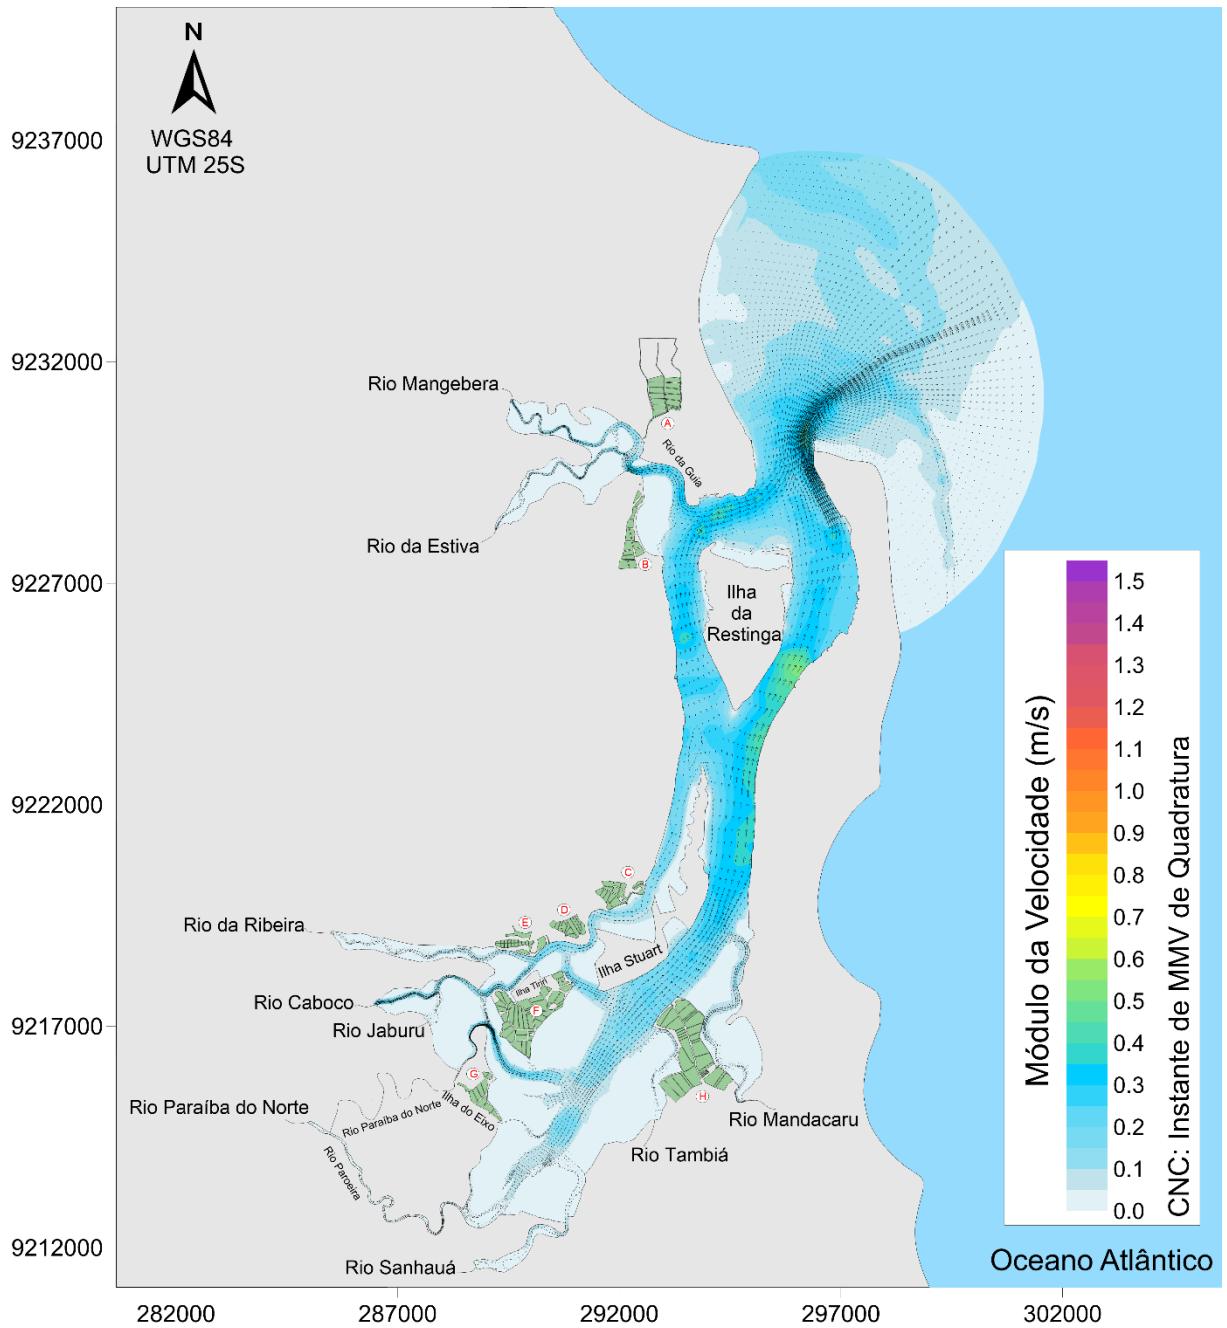 N
WGS84
UTM 25S
9237000
9232000
9227000
9222000
9217000
9212000
282000
287000
292000
297000
302000
Rio Mangebera
A
Rio da Guia
Rio da Estiva
B
Ilha
da
Restinga
C
D
E
Rio da Ribeira
Ilha Stuart
Ilha Tiriri
Rio Caboco
F
Rio Jaburu
G
Ilha do Eixo
Rio Paraíba do Norte
Rio Paraíba do Norte
H
Rio Mandacaru
Rio Tambiá
Rio Paroeira
Rio Sanhauá
Módulo da Velocidade (m/s)
1.5
1.4
1.3
1.2
1.1
1.0
0.9
0.8
0.7
0.6
0.5
0.4
0.3
0.2
0.1
0.0
CNC: Instante de MMV de Quadratura
Oceano Atlântico